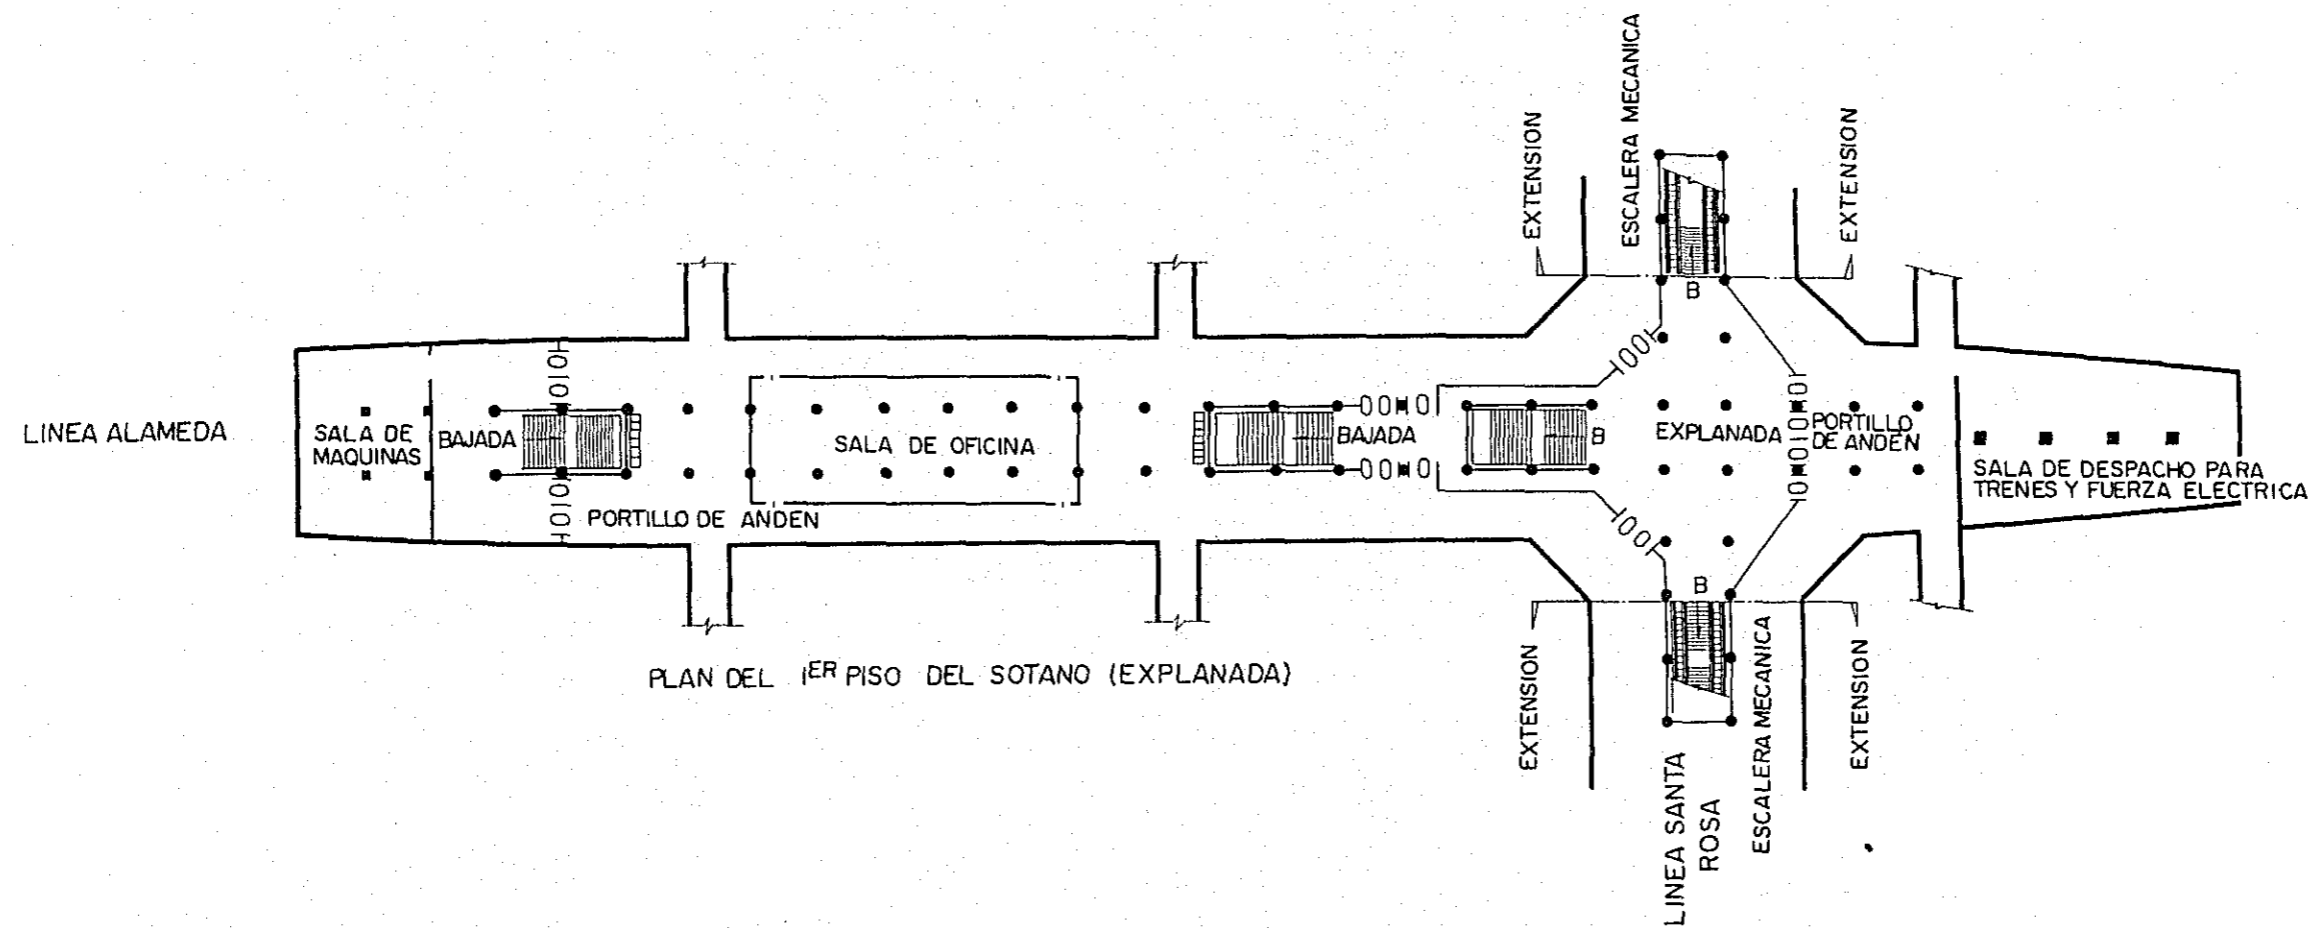 ESCALERA MECANICA
EXTENSION
EXTENSION
B
LINEA ALAMEDA
SALA DE
MAQUINAS
BAJADA
SALA DE OFICINA
BAJADA
B
EXPLANADA
PORTILLO
DE ANDEN
SALA DE DESPACHO PARA
TRENES Y FUERZA ELECTRICA
PORTILLO DE ANDEN
B
PLAN DEL 1ER PISO DEL SOTANO (EXPLANADA)
EXTENSION
LINEA SANTA
ROSA
ESCALERA MECANICA
EXTENSION